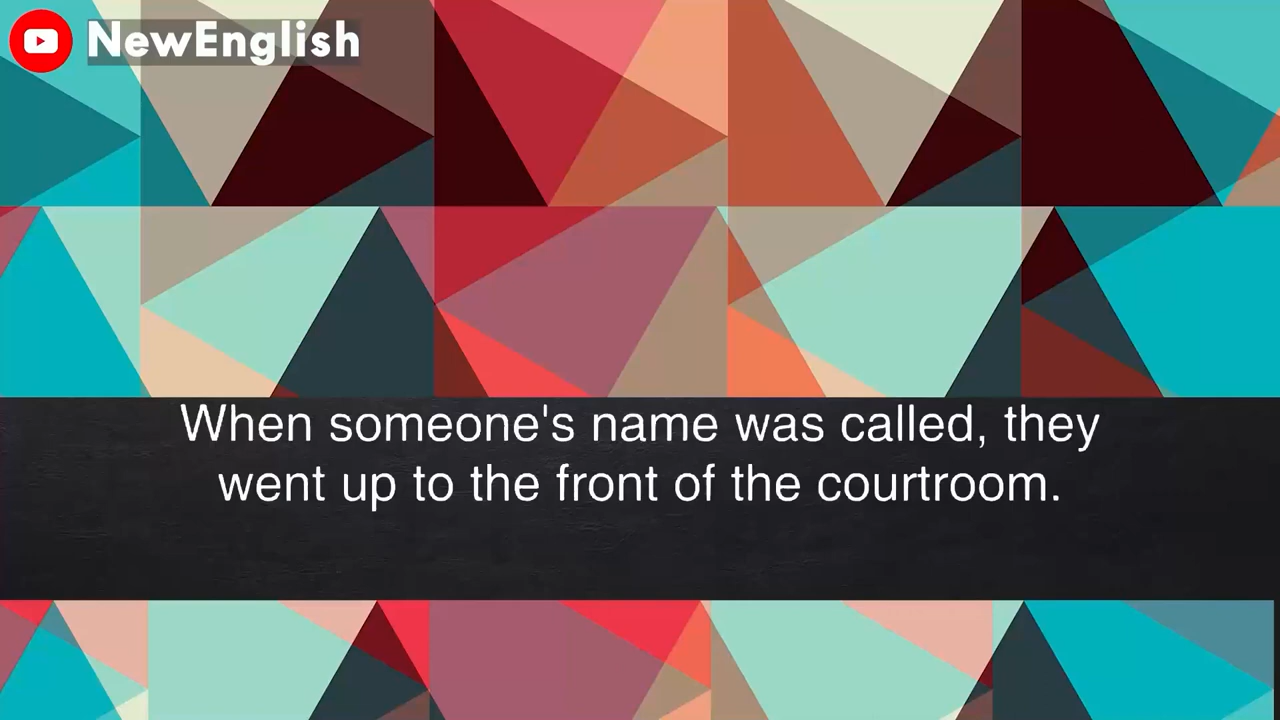 NewEnglish
When someone's name was called, they
went up to the front of the courtroom.